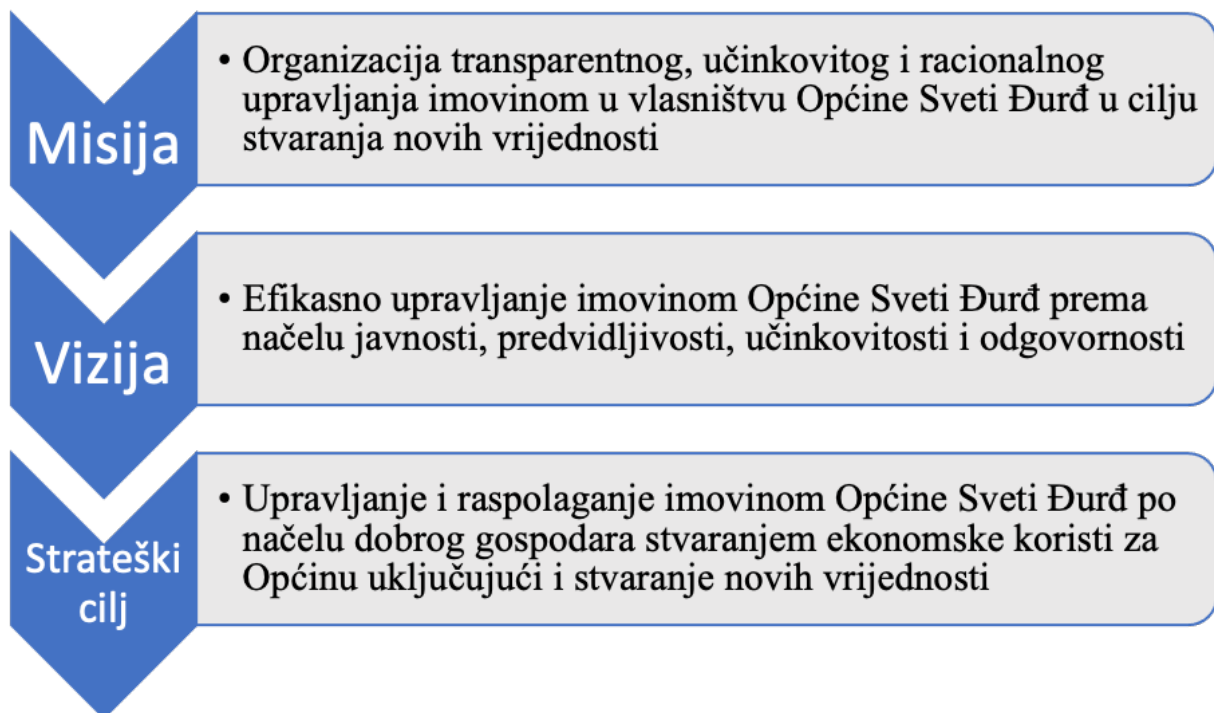 Misija
• Organizacija transparentnog, učinkovitog i racionalnog
upravljanja imovinom u vlasništvu Općine Sveti Đurđ u cilju
stvaranja novih vrijednosti
Vizija
• Efikasno upravljanje imovinom Općine Sveti Đurđ prema
načelu javnosti, predvidljivosti, učinkovitosti i odgovornosti
Strateški
cilj
• Upravljanje i raspolaganje imovinom Općine Sveti Đurđ po
načelu dobrog gospodara stvaranjem ekonomske koristi za
Općinu uključujući i stvaranje novih vrijednosti